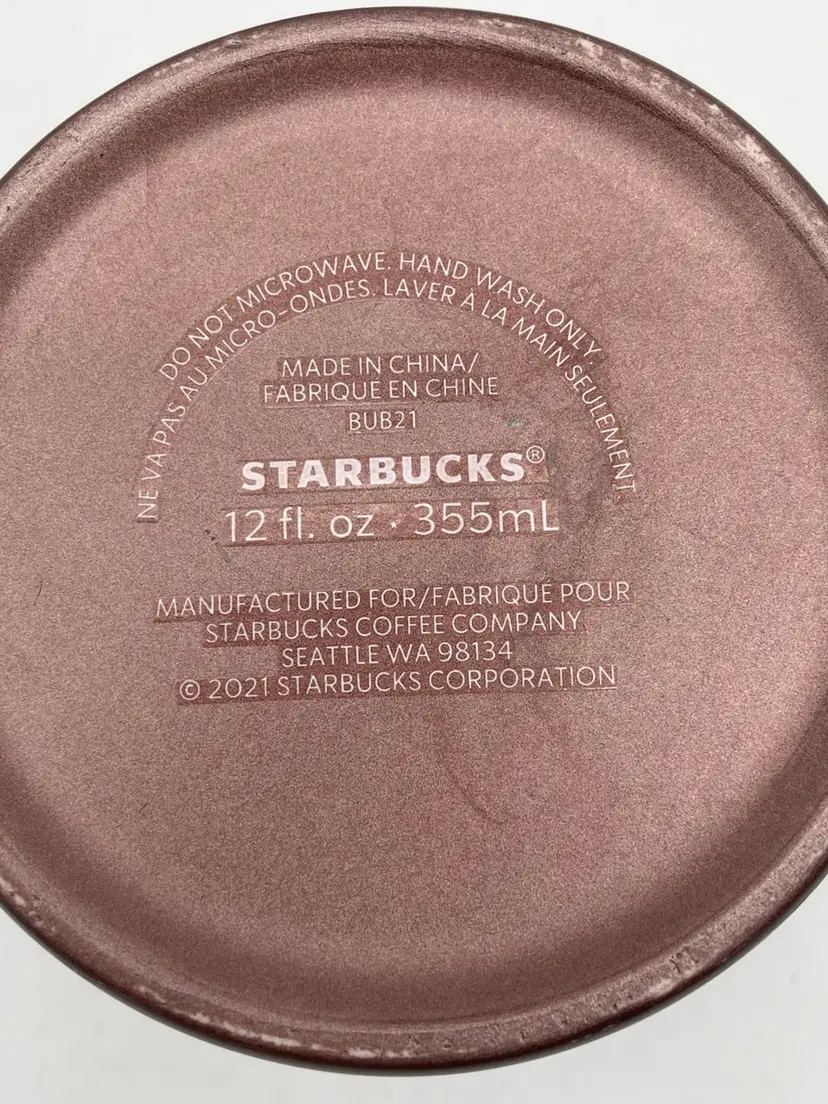 DO NOT MICROWAVE. HAND WASH ONLY.
NE VA PAS AU MICRO-ONDES. LAVER À LA MAIN SEULEMENT.
MADE IN CHINA/
FABRIQUE EN CHINE
BUB21
STARBUCKS®
12 fl. oz · 355mL
MANUFACTURED FOR/FABRIQUÉ POUR
STARBUCKS COFFEE COMPANY
SEATTLE WA 98134
© 2021 STARBUCKS CORPORATION